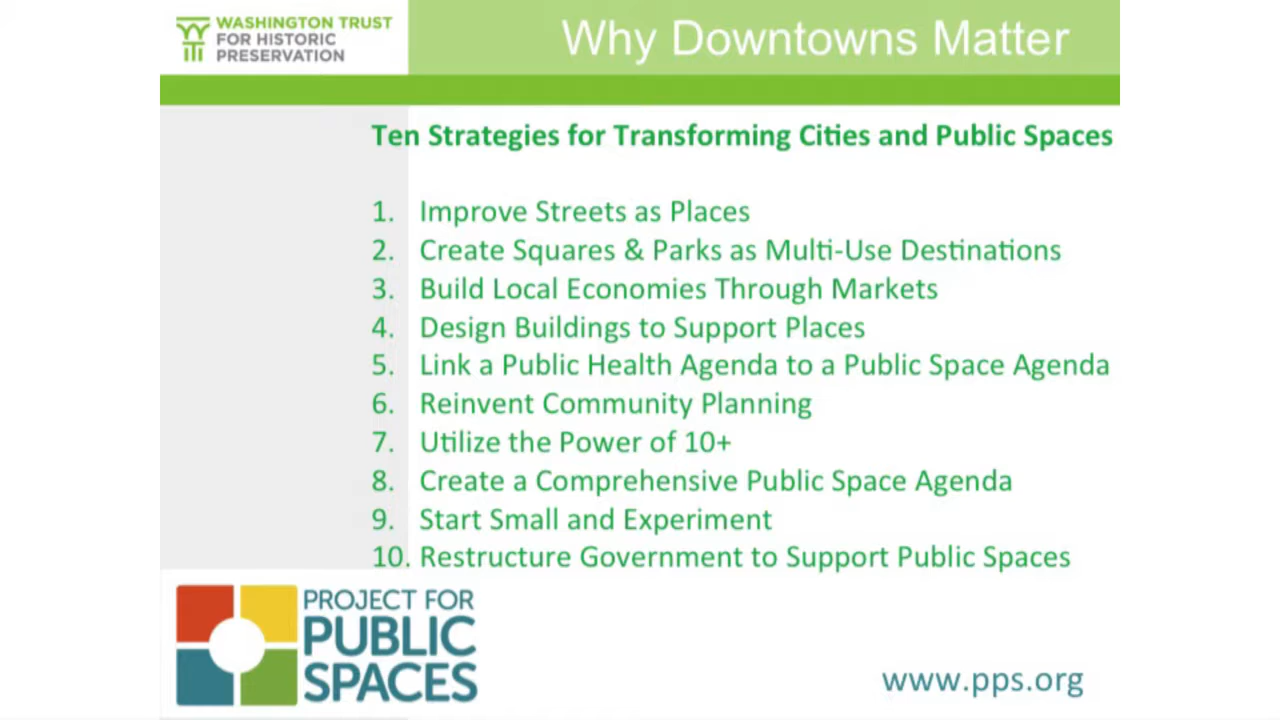 WASHINGTON TRUST
FOR HISTORIC
PRESERVATION
Why Downtowns Matter
Ten Strategies for Transforming Cities and Public Spaces
1. Improve Streets as Places
2. Create Squares & Parks as Multi-Use Destinations
3. Build Local Economies Through Markets
4. Design Buildings to Support Places
5. Link a Public Health Agenda to a Public Space Agenda
6. Reinvent Community Planning
7. Utilize the Power of 10+
8. Create a Comprehensive Public Space Agenda
9. Start Small and Experiment
10. Restructure Government to Support Public Spaces
PROJECT FOR
PUBLIC
SPACES
www.pps.org